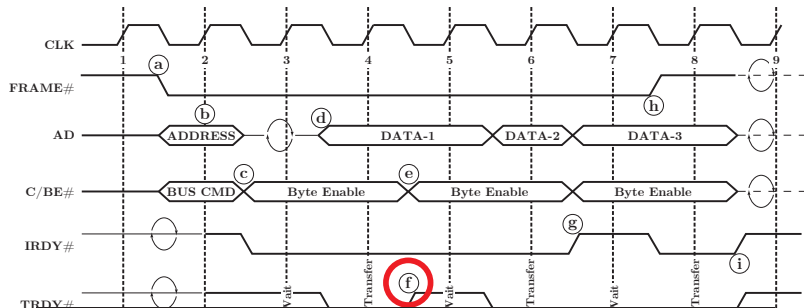 CLK
1 2 3 4 5 6 7 8 9
a
FRAME#
h
b
d
AD ADDRESS DATA-1 DATA-2 DATA-3
c e
C/BE# BUS CMD Byte Enable Byte Enable Byte Enable
g
IRDY#
i
f
Wait Transfer Wait Transfer Wait Transfer
TRDY#